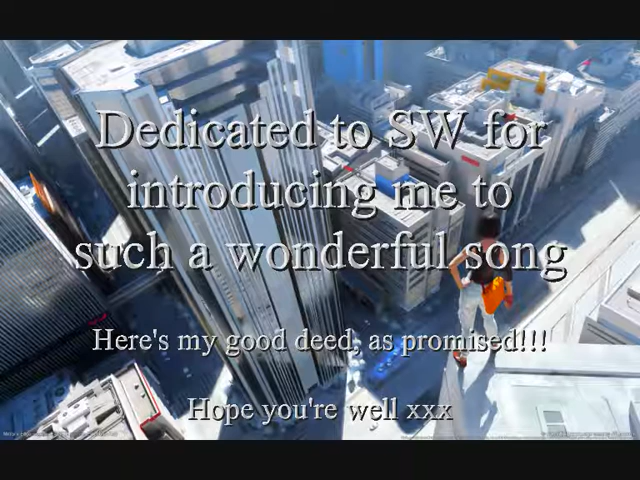 Dedicated to SW for
introducing me to
such a wonderful song
Here's my good deed, as promised!!!
Hope you're well xxx